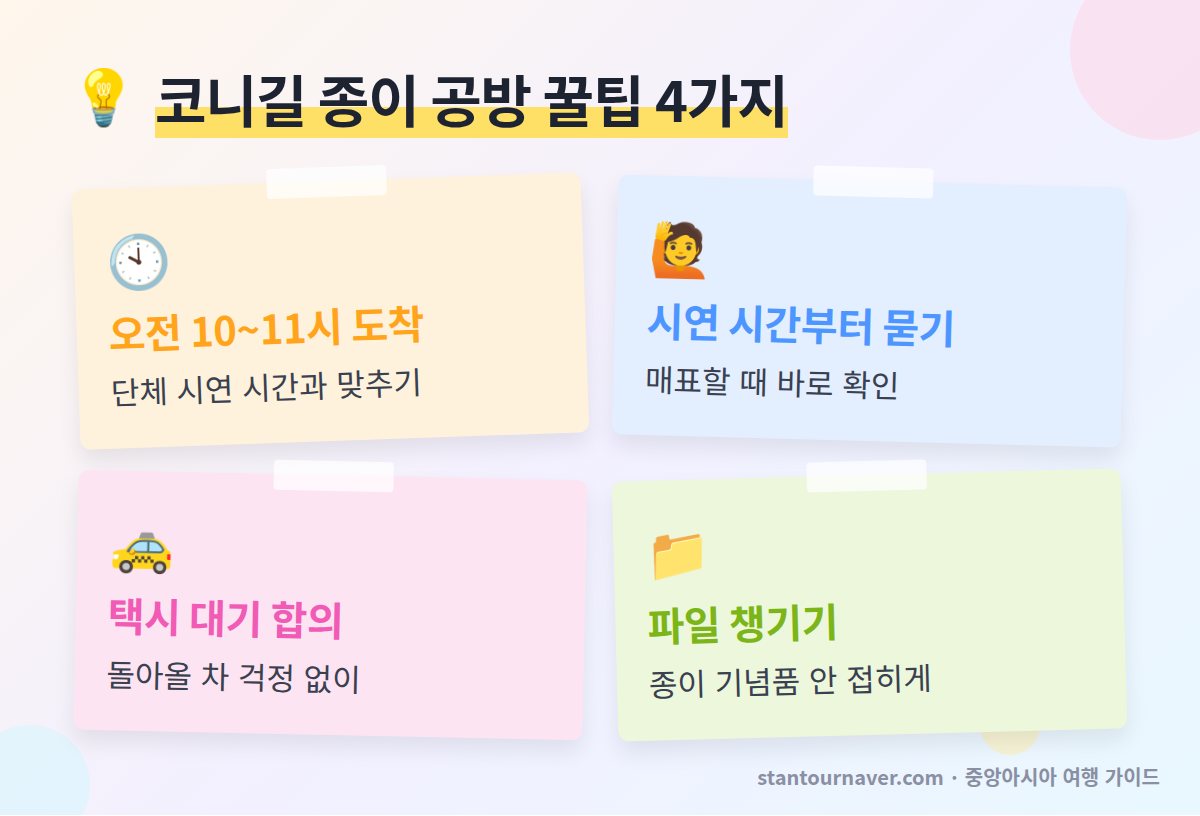 코니길 종이 공방 꿀팁 4가지
오전 10~11시 도착
단체 시연 시간과 맞추기
시연 시간부터 묻기
매표할 때 바로 확인
택시 대기 합의
돌아올 차 걱정 없이
파일 챙기기
종이 기념품 안 접히게
stantournaver.com · 중앙아시아 여행 가이드